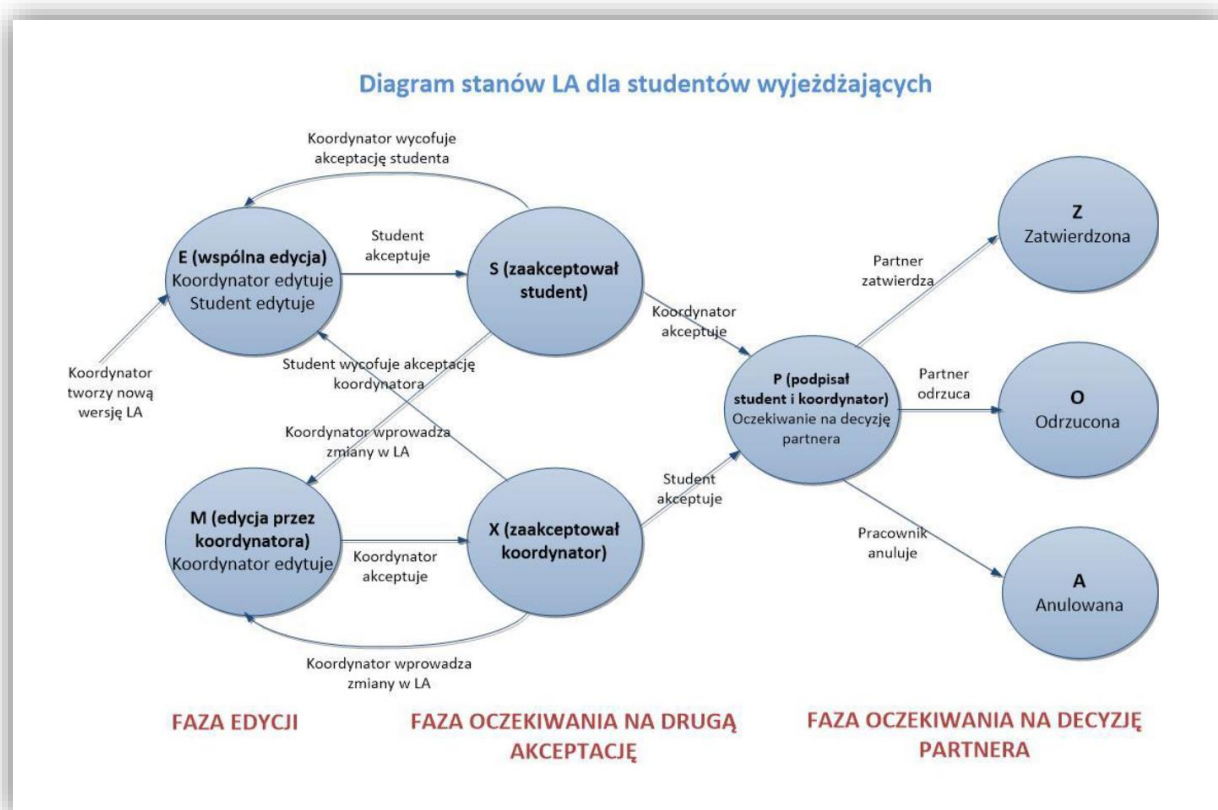 Diagram stanów LA dla studentów wyjeżdżających
Koordynator wycofuje
akceptację studenta
E (wspólna edycja)
Koordynator edytuje
Student edytuje
Student
akceptuje
S (zaakceptował
student)
Koordynator
tworzy nową
wersję LA
Student wycofuje akceptację
koordynatora
Koordynator wprowadza
zmiany w LA
M (edycja przez
koordynatora)
Koordynator edytuje
Koordynator
akceptuje
X (zaakceptował
koordynator)
Koordynator wprowadza
zmiany w LA
Koordynator
akceptuje
Student
akceptuje
P (podpisał
student i koordynator)
Oczekiwanie na decyzję
partnera
Partner
zatwierdza
Z
Zatwierdzona
Partner
odrzuca
O
Odrzucona
Pracownik
anuluje
A
Anulowana
FAZA EDYCJI
FAZA OCZEKIWANIA NA DRUGĄ
AKCEPTACJĘ
FAZA OCZEKIWANIA NA DECYZJĘ
PARTNERA